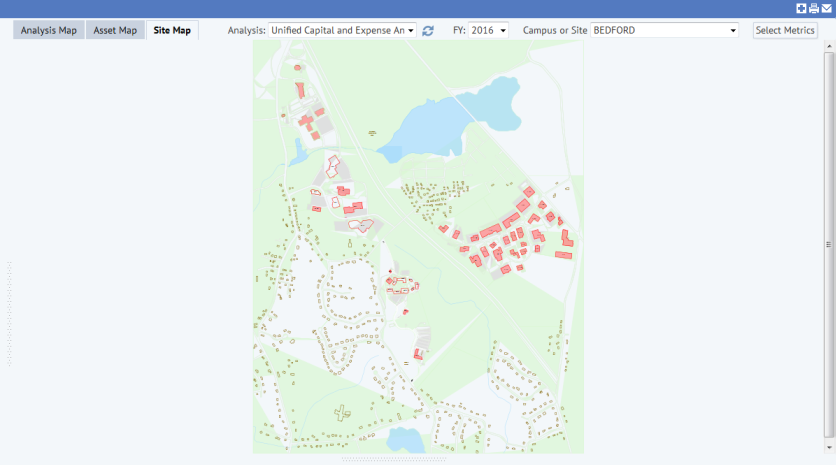 Analysis Map Asset Map Site Map Analysis: Unified Capital and Expense An FY: 2016 Campus or Site BEDFORD Select Metrics